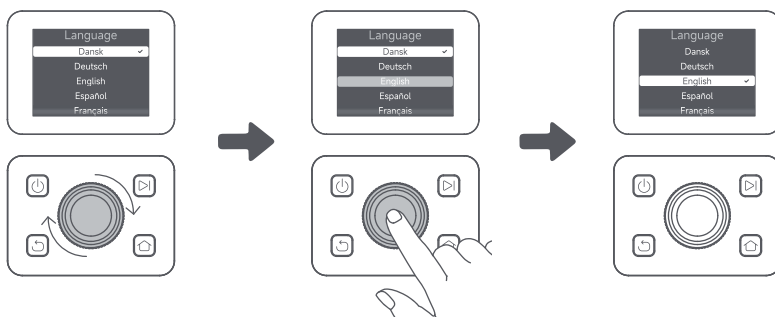 Language
Dansk
Deutsch
English
Español
Français
Language
Dansk
Deutsch
English
Español
Français
Language
Dansk
Deutsch
English
Español
Français